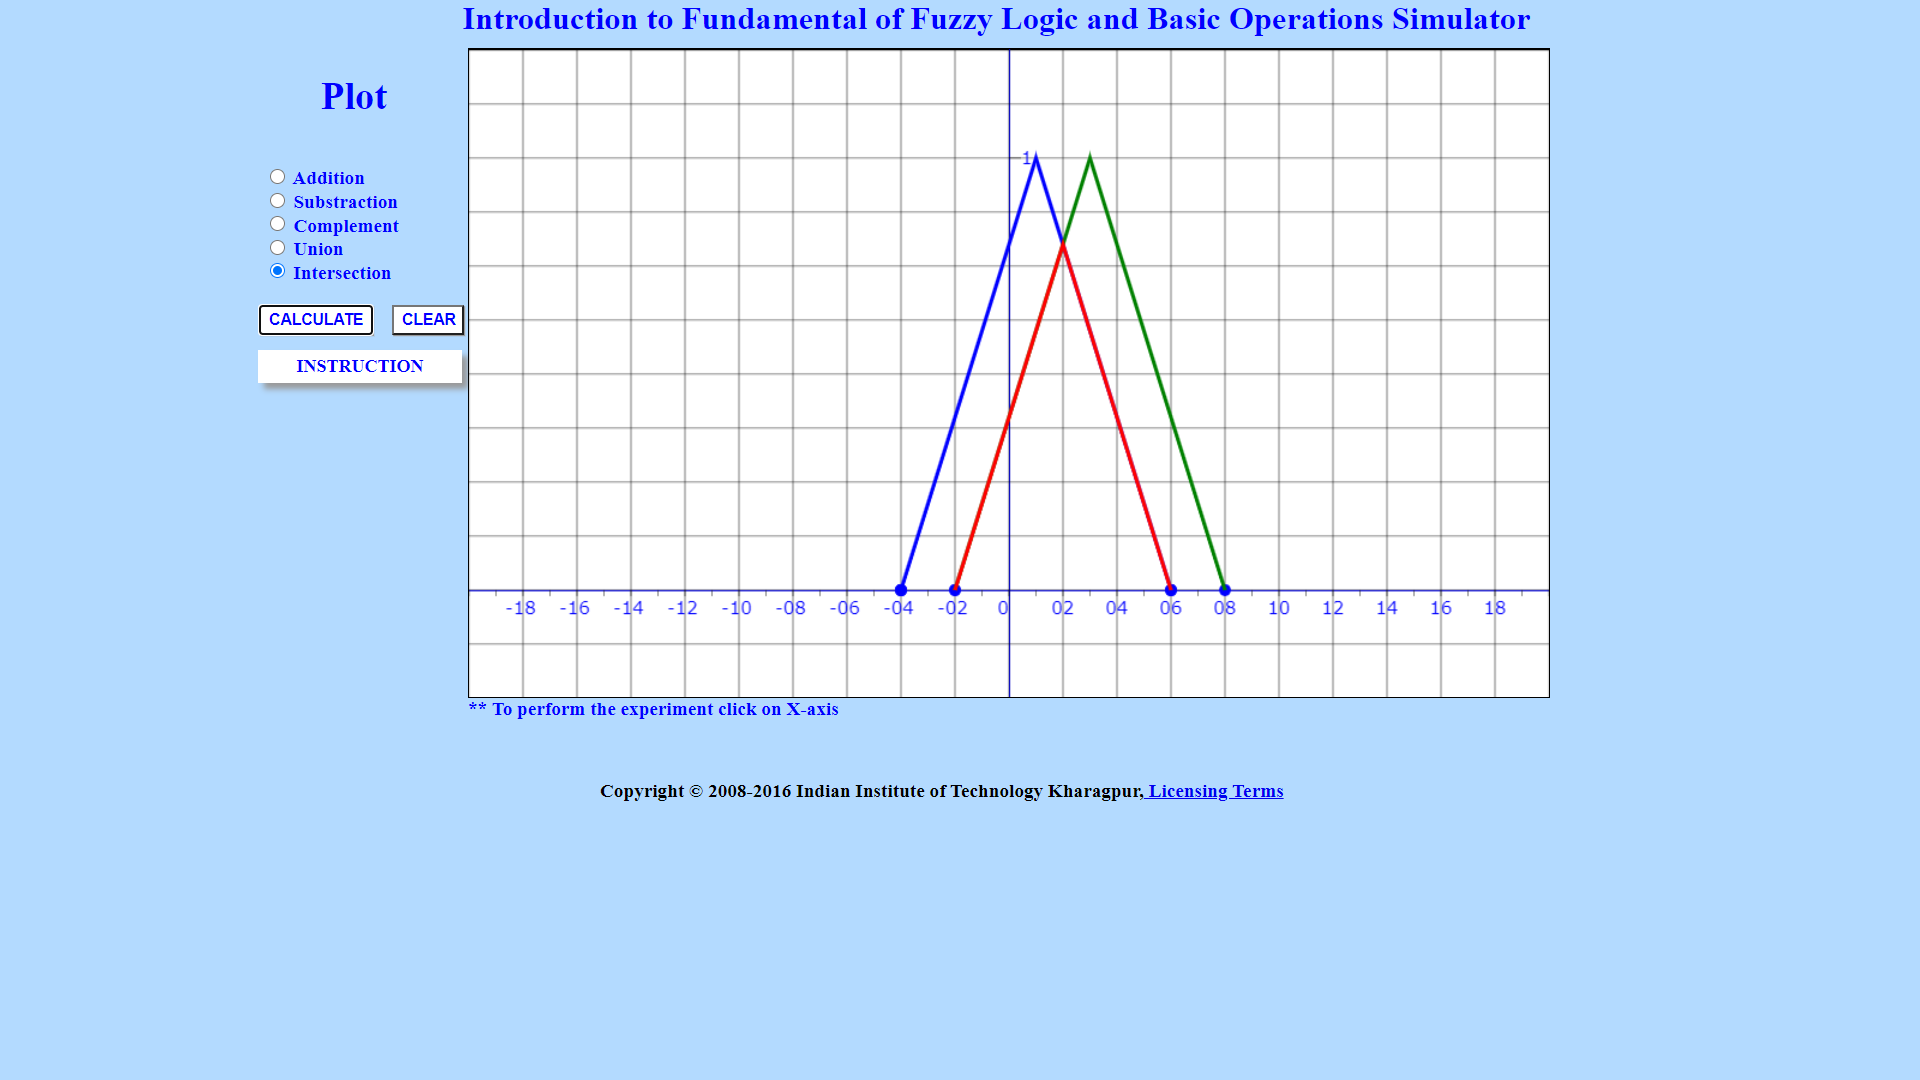 Introduction to Fundamental of Fuzzy Logic and Basic Operations Simulator
Plot
Addition
Substraction
Complement
Union
Intersection
CALCULATE CLEAR
INSTRUCTION
1
-18 -16 -14 -12 -10 -08 -06 -04 -02 0 02 04 06 08 10 12 14 16 18
** To perform the experiment click on X-axis
Copyright © 2008-2016 Indian Institute of Technology Kharagpur, Licensing Terms